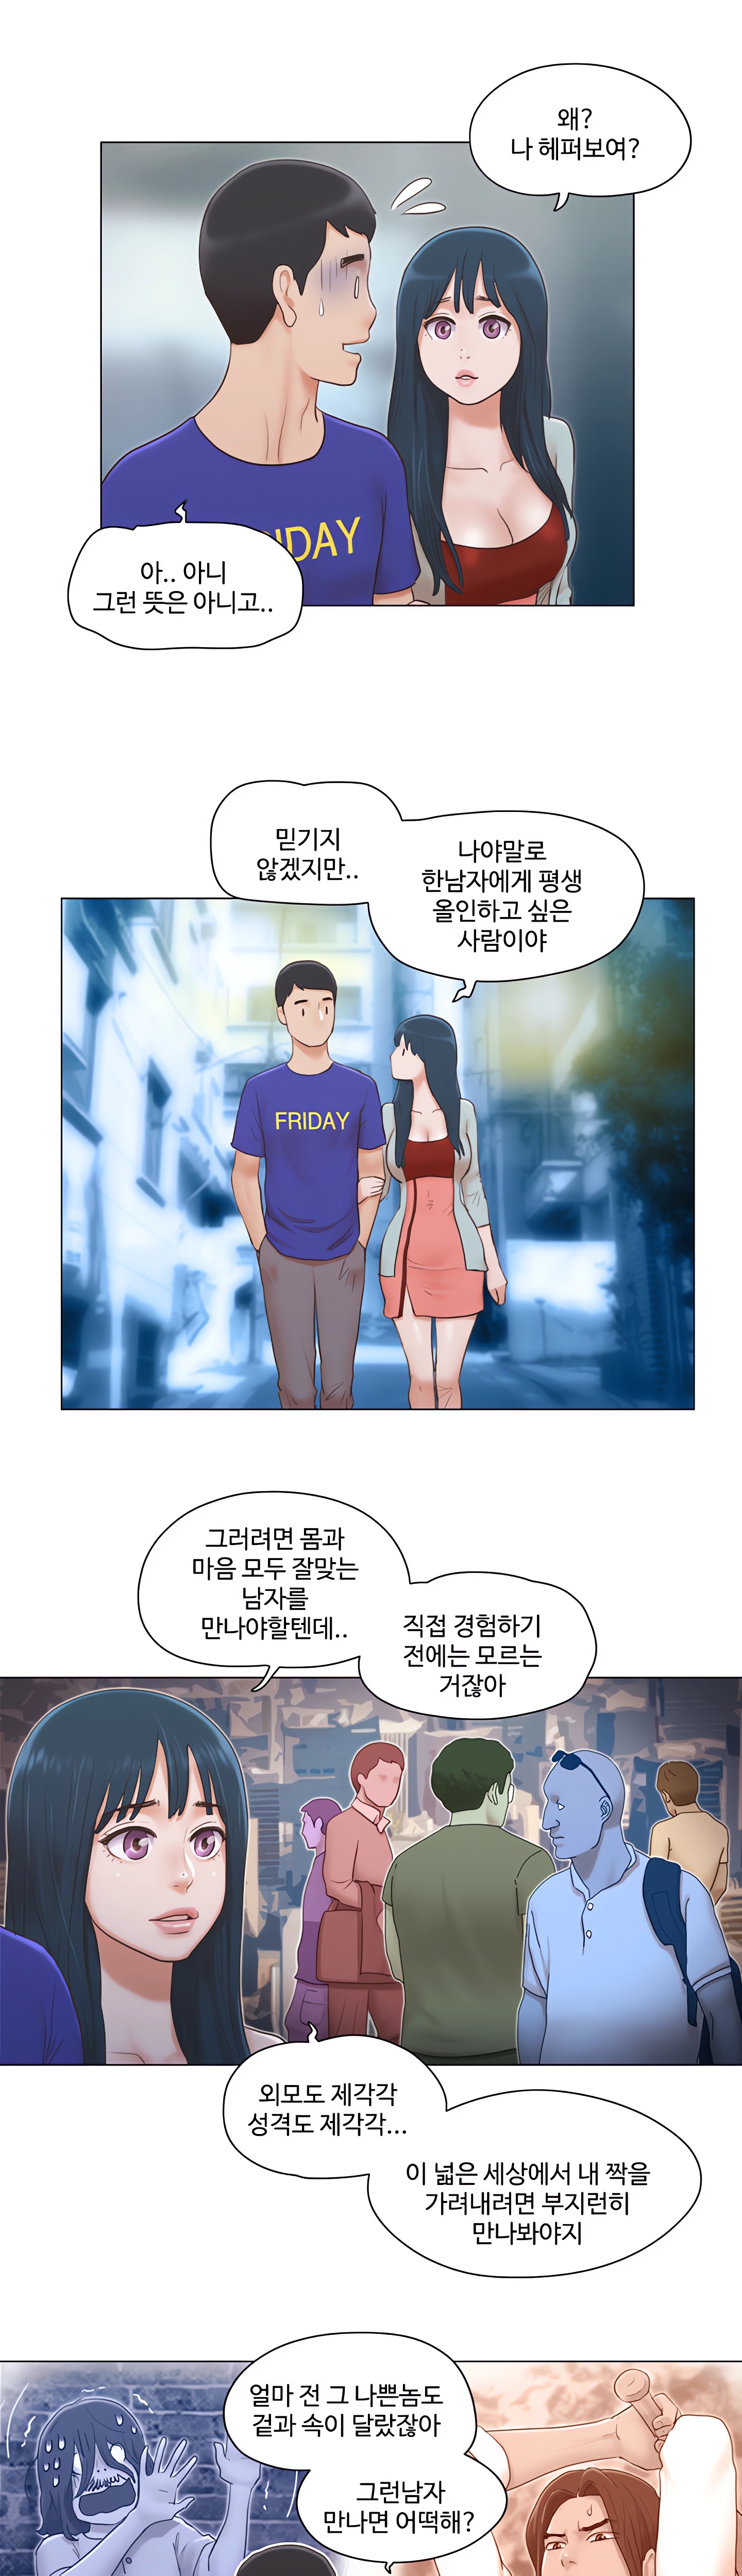 왜?
나 헤퍼보여?
FRIDAY
아.. 아니
그런 뜻은 아니고..
믿기지
않겠지만..
나야말로
한남자에게 평생
올인하고 싶은
사람이야
FRIDAY
그러려면 몸과
마음 모두 잘맞는
남자를
만나야할텐데..
직접 경험하기
전에는 모르는
거잖아
외모도 제각각
성격도 제각각...
이 넓은 세상에서 내 짝을
가려내려면 부지런히
만나봐야지
얼마 전 그 나쁜놈도
겉과 속이 달랐잖아
그런남자
만나면 어떡해?